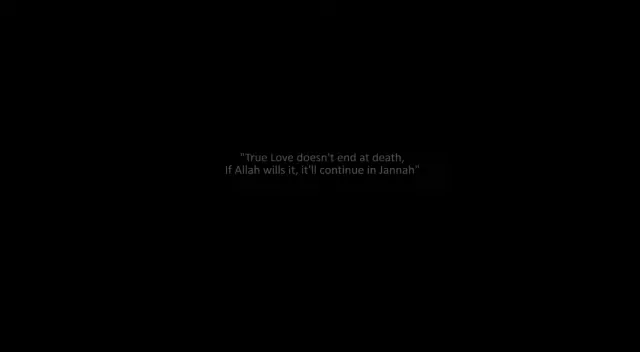 "True Love doesn't end at death,
If Allah wills it, it'll continue in Jannah"